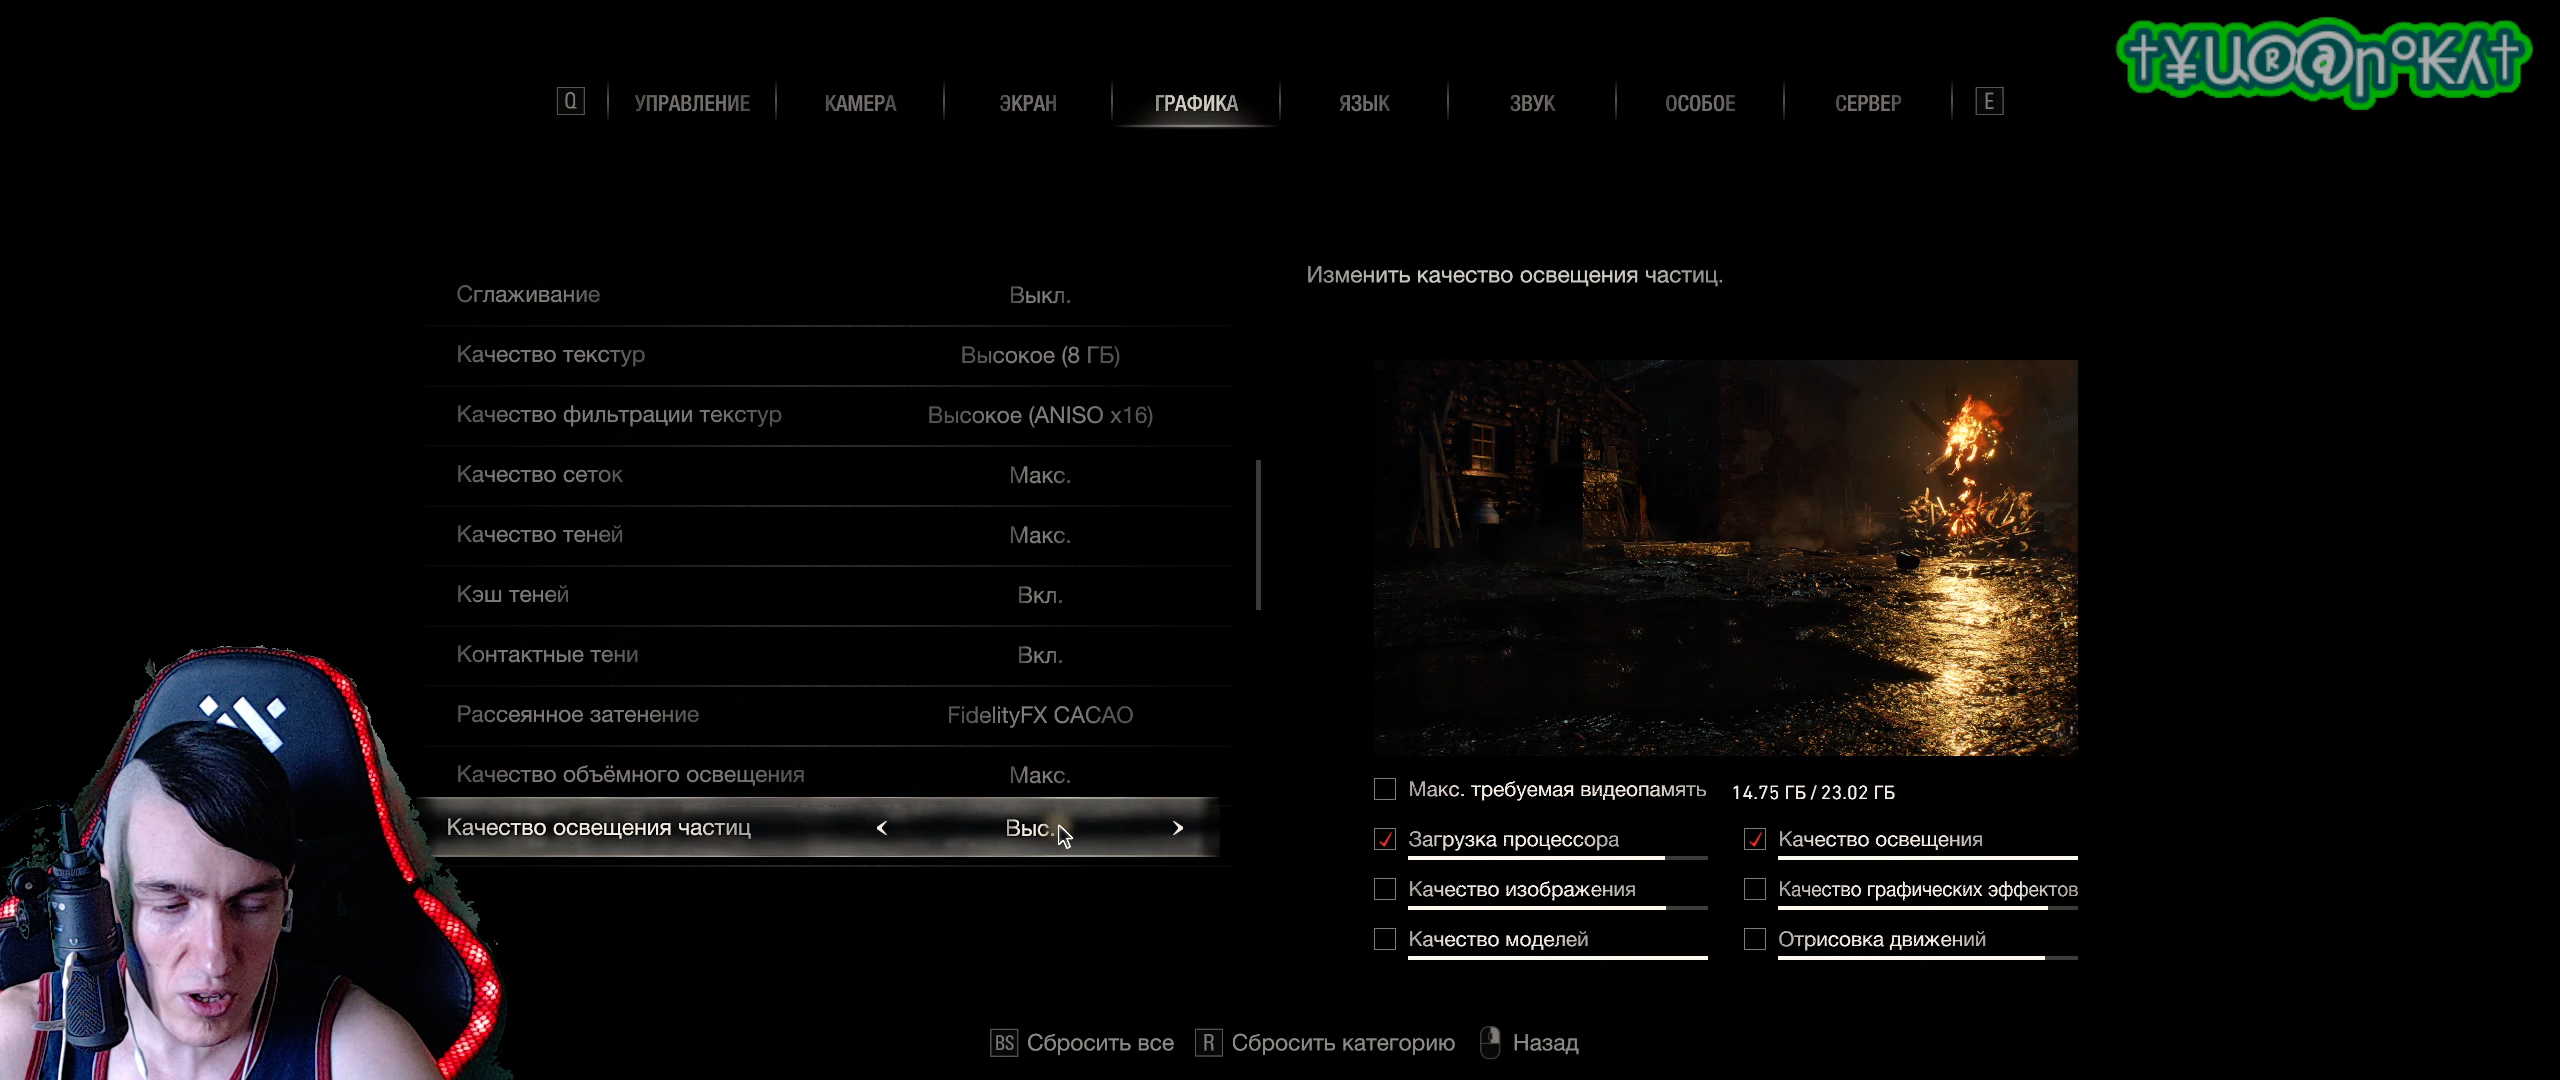 †¥UR@ηº₭Λ†
Q УПРАВЛЕНИЕ КАМЕРА ЭКРАН ГРАФИКА ЯЗЫК ЗВУК ОСОБОЕ СЕРВЕР E
Сглаживание Выкл.
Качество текстур Высокое (8 ГБ)
Качество фильтрации текстур Высокое (ANISO x16)
Качество сеток Макс.
Качество теней Макс.
Кэш теней Вкл.
Контактные тени Вкл.
Рассеянное затенение FidelityFX CACAO
Качество объёмного освещения Макс.
Качество освещения частиц Выс.
Изменить качество освещения частиц.
Макс. требуемая видеопамять 14.75 ГБ / 23.02 ГБ
Загрузка процессора Качество освещения
Качество изображения Качество графических эффектов
Качество моделей Отрисовка движений
BS Сбросить все R Сбросить категорию Назад